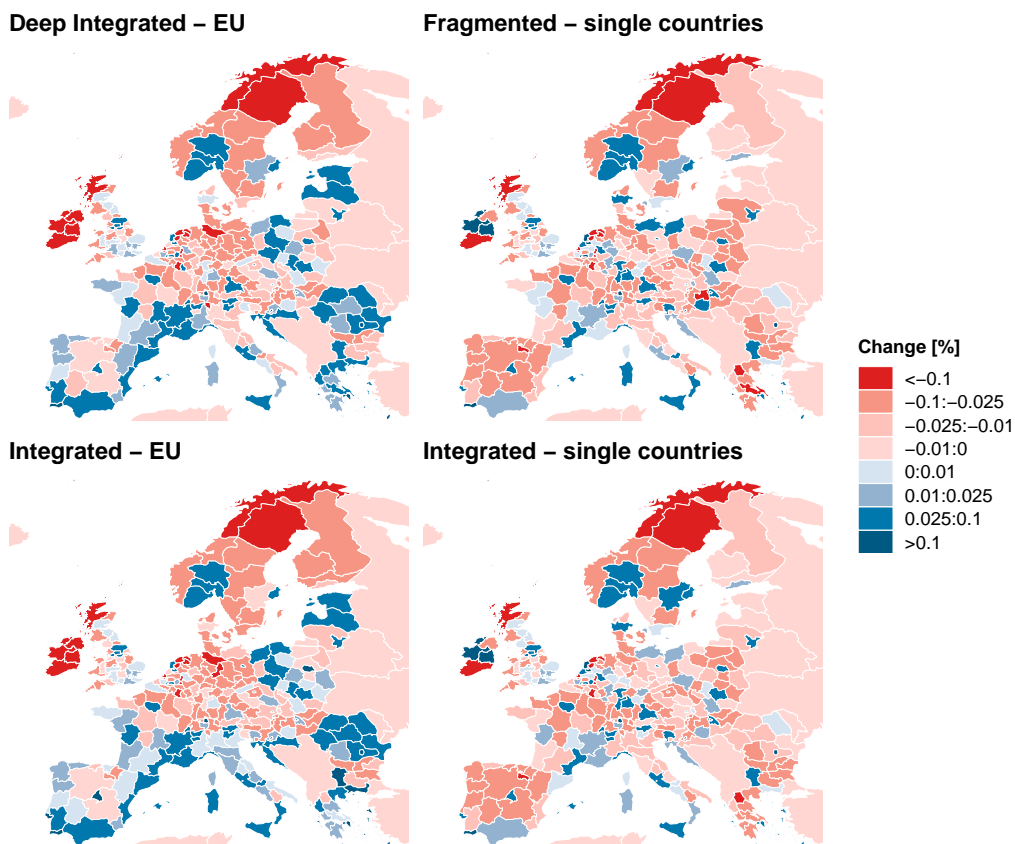 Deep Integrated – EU
Fragmented – single countries
Integrated – EU
Integrated – single countries
Change [%]
<−0.1
−0.1:−0.025
−0.025:−0.01
−0.01:0
0:0.01
0.01:0.025
0.025:0.1
>0.1